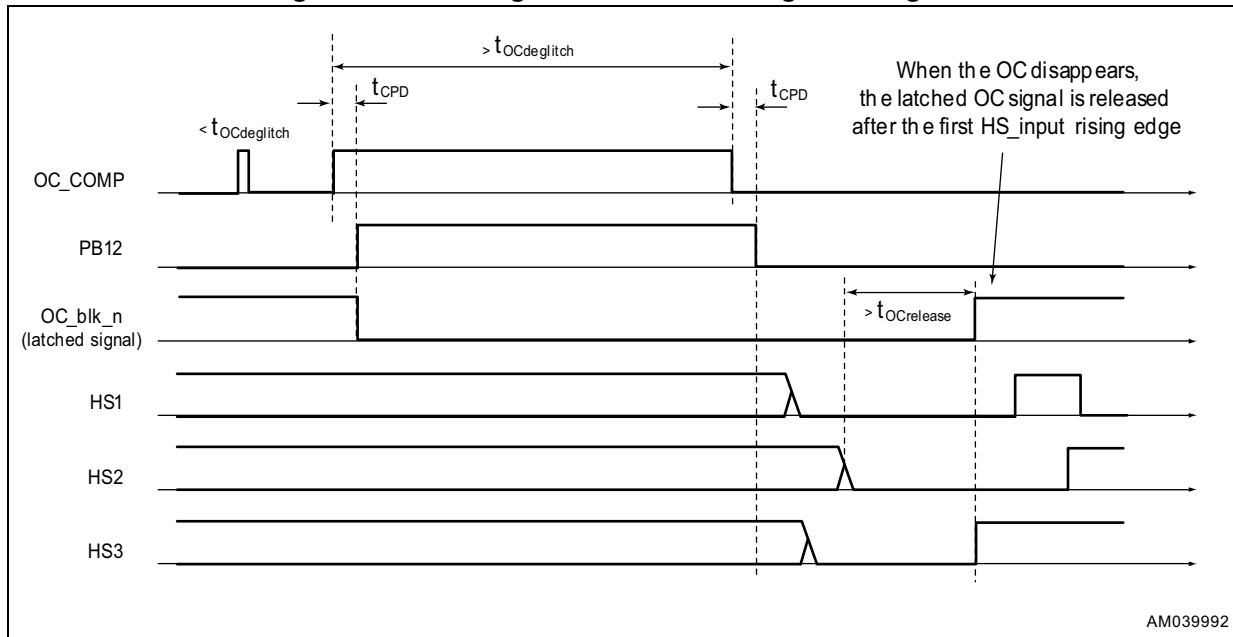 > tOCdeglitch
When the OC disappears,
the latched OC signal is released
after the first HS_input rising edge
tCPD
tCPD
< tOCdeglitch
OC_COMP
PB12
OC_blk_n
(latched signal)
> tOCrelease
HS1
HS2
HS3
AM039992